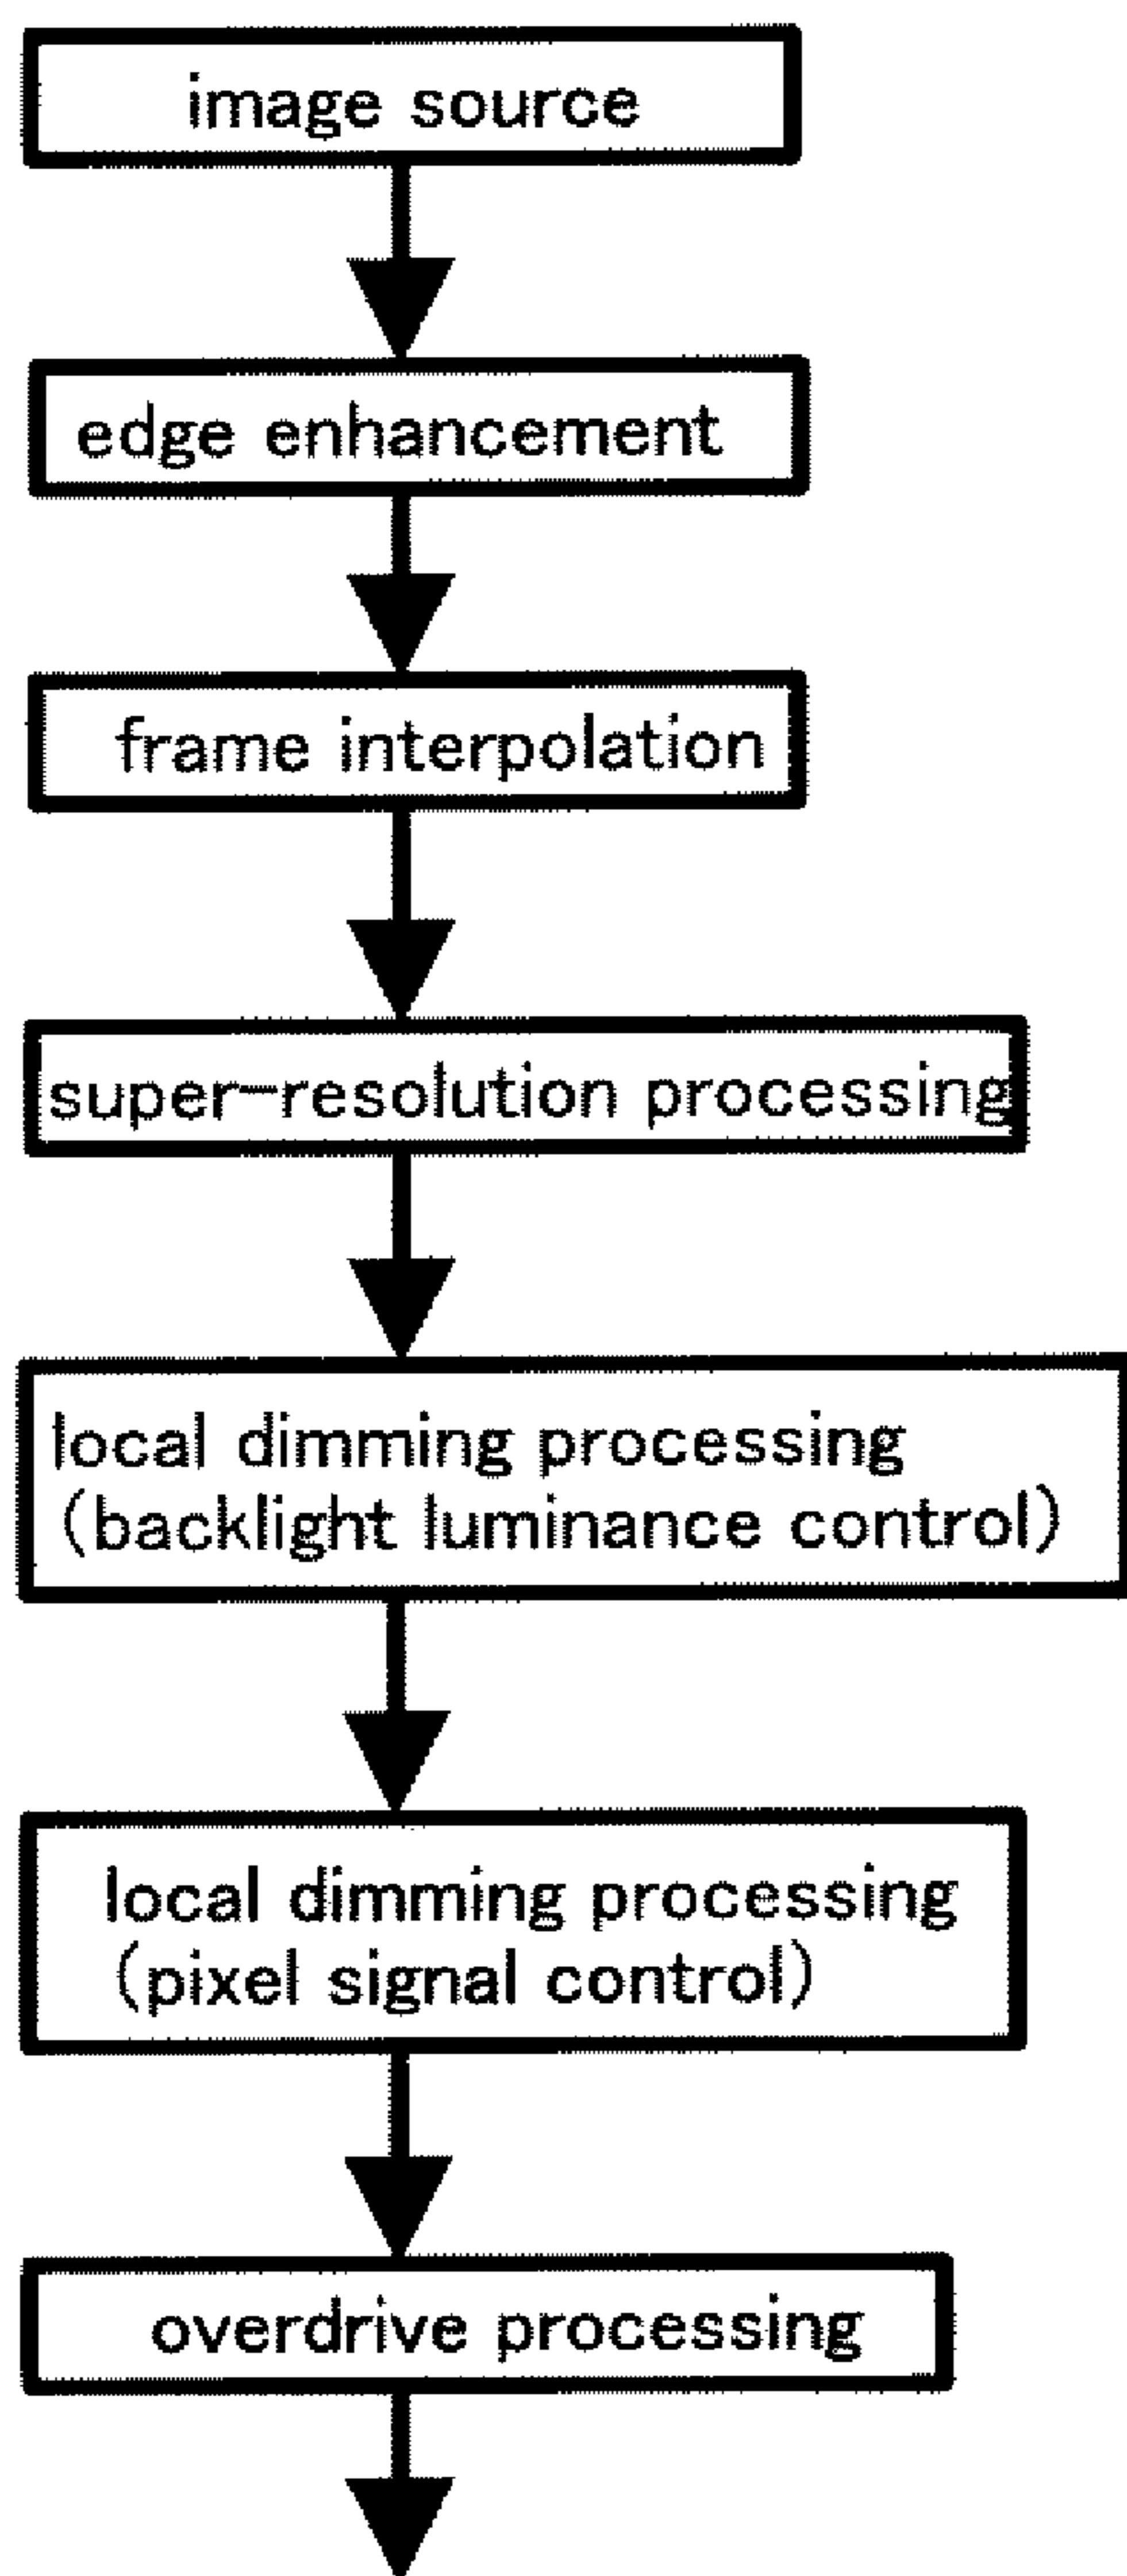 image source
edge enhancement
frame interpolation
super-resolution processing
local dimming processing
(backlight luminance control)
local dimming processing
(pixel signal control)
overdrive processing